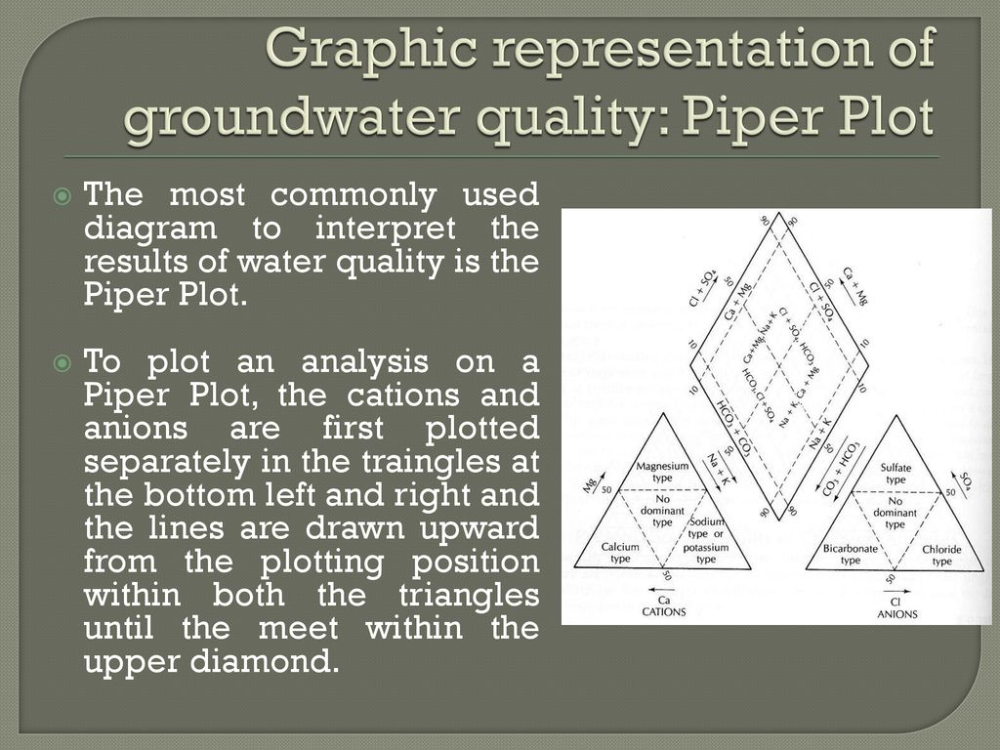 Graphic representation of
groundwater quality: Piper Plot
The most commonly used
diagram to interpret the
results of water quality is the
Piper Plot.
To plot an analysis on a
Piper Plot, the cations and
anions are first plotted
separately in the traingles at
the bottom left and right and
the lines are drawn upward
from the plotting position
within both the triangles
until the meet within the
upper diamond.
90 90
Cl + SO₄
50
Ca + Mg
Cl + SO₄
50
Ca + Mg
10
10
Ca + Mg, Na + K
Cl + SO₄, HCO₃
HCO₃, Cl + SO₄
Na + K, Ca + Mg
10
10
HCO₃ + CO₃
50
Na + K
Na + K
50
CO₃ + HCO₃
90 90
Mg
50
Magnesium
type
No
dominant
type
Calcium
type
Sodium
type or
potassium
type
50
Ca
CATIONS
Sulfate
type
50
SO₄
No
dominant
type
Bicarbonate
type
Chloride
type
50
Cl
ANIONS